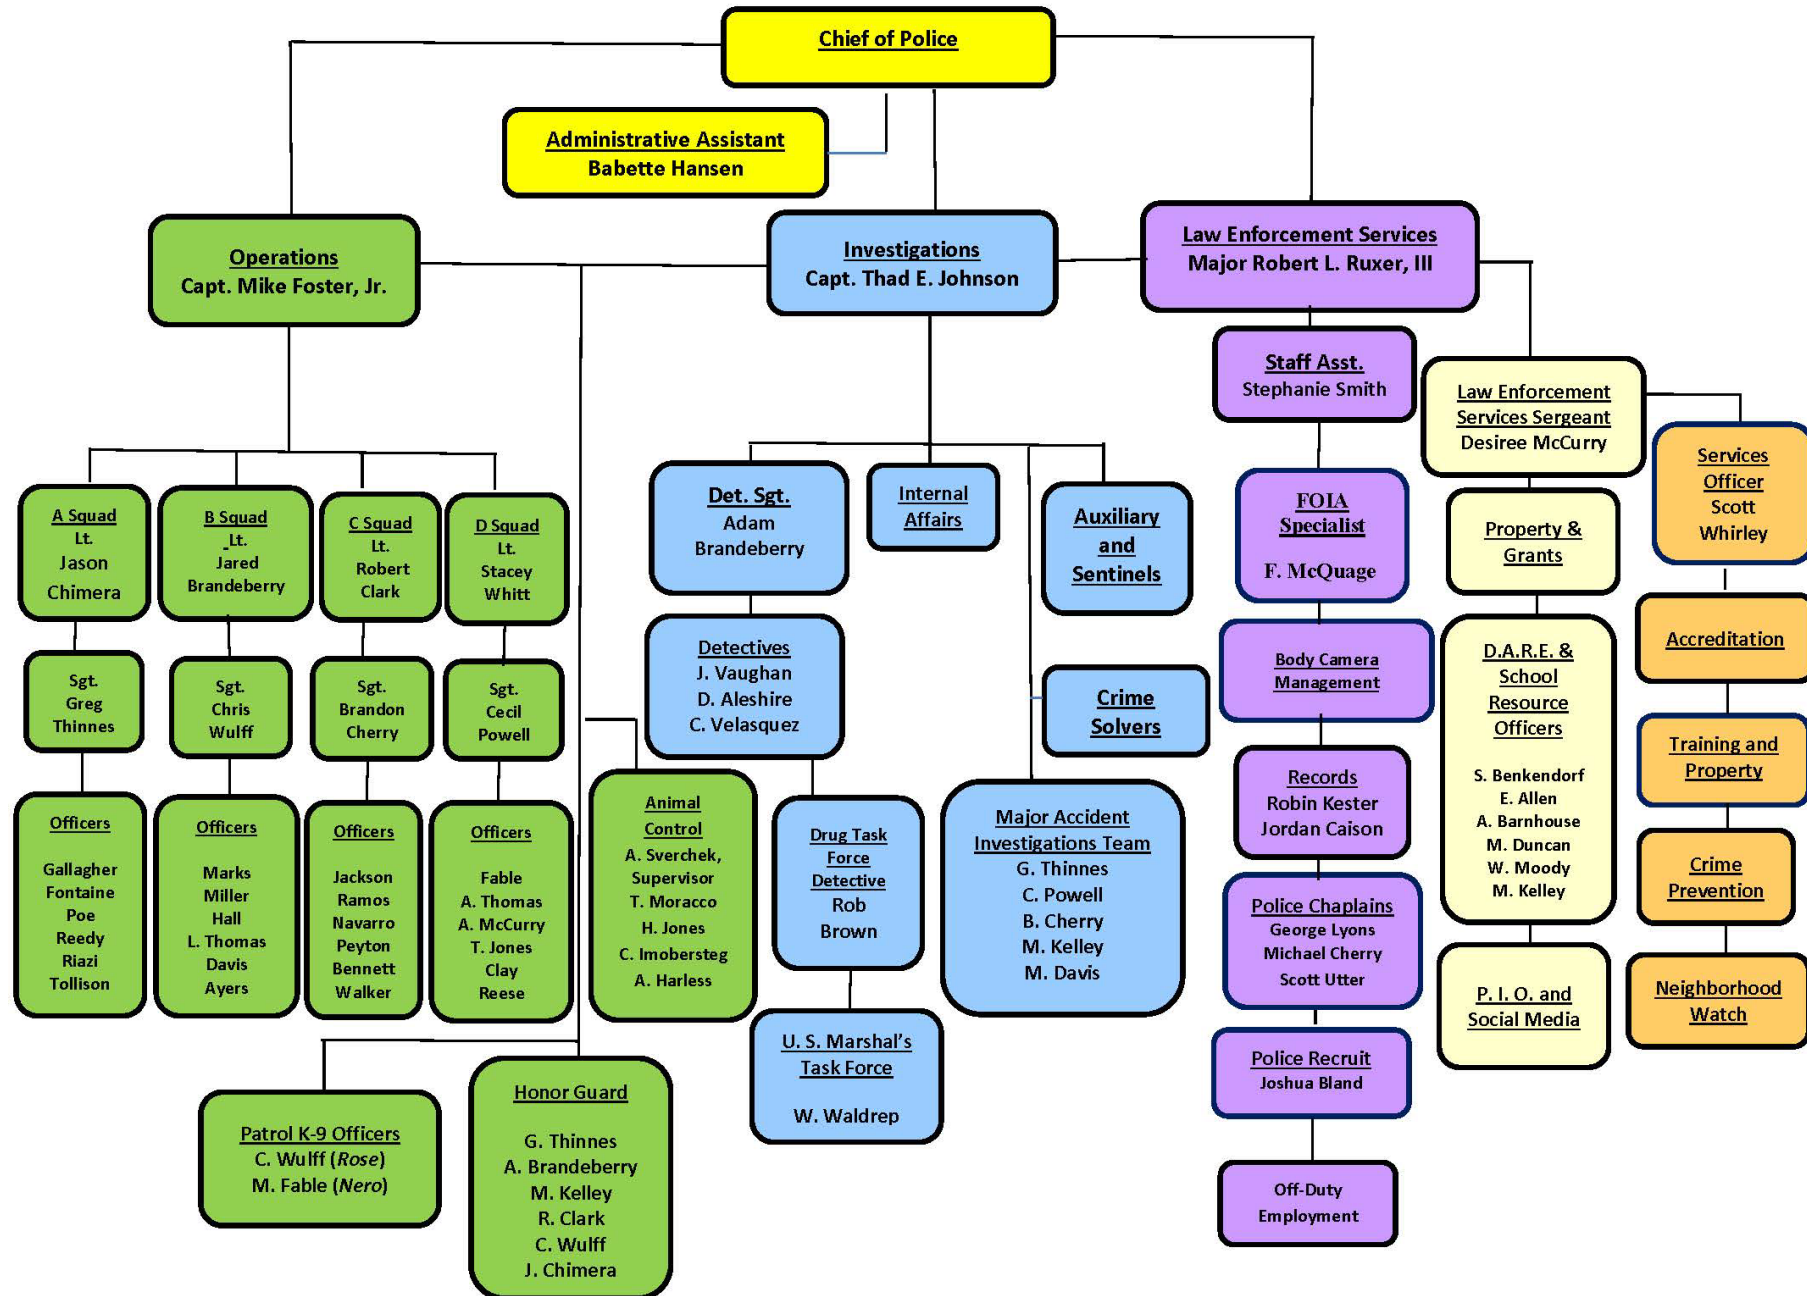 Chief of Police
Administrative Assistant
Babette Hansen
Operations
Capt. Mike Foster, Jr.
Investigations
Capt. Thad E. Johnson
Law Enforcement Services
Major Robert L. Ruxer, III
Staff Asst.
Stephanie Smith
Law Enforcement
Services Sergeant
Desiree McCurry
Services
Officer
Scott
Whirley
A Squad
Lt.
Jason
Chimera
B Squad
Lt.
Jared
Brandeberry
C Squad
Lt.
Robert
Clark
D Squad
Lt.
Stacey
Whitt
Det. Sgt.
Adam
Brandeberry
Internal
Affairs
Auxiliary
and
Sentinels
FOIA
Specialist
F. McQuage
Property &
Grants
Accreditation
Sgt.
Greg
Thinnes
Sgt.
Chris
Wulff
Sgt.
Brandon
Cherry
Sgt.
Cecil
Powell
Detectives
J. Vaughan
D. Aleshire
C. Velasquez
Crime
Solvers
Body Camera
Management
D.A.R.E. &
School
Resource
Officers
S. Benkendorf
E. Allen
A. Barnhouse
M. Duncan
W. Moody
M. Kelley
Training and
Property
Officers
Gallagher
Fontaine
Poe
Reedy
Riazi
Tollison
Officers
Marks
Miller
Hall
L. Thomas
Davis
Ayers
Officers
Jackson
Ramos
Navarro
Peyton
Bennett
Walker
Officers
Fable
A. Thomas
A. McCurry
T. Jones
Clay
Reese
Animal
Control
A. Sverchek,
Supervisor
T. Moracco
H. Jones
C. Imobersteg
A. Harless
Drug Task
Force
Detective
Rob
Brown
Major Accident
Investigations Team
G. Thinnes
C. Powell
B. Cherry
M. Kelley
M. Davis
Records
Robin Kester
Jordan Caison
Crime
Prevention
Police Chaplains
George Lyons
Michael Cherry
Scott Utter
P. I. O. and
Social Media
Neighborhood
Watch
U. S. Marshal's
Task Force
W. Waldrep
Police Recruit
Joshua Bland
Patrol K-9 Officers
C. Wulff (Rose)
M. Fable (Nero)
Honor Guard
G. Thinnes
A. Brandeberry
M. Kelley
R. Clark
C. Wulff
J. Chimera
Off-Duty
Employment